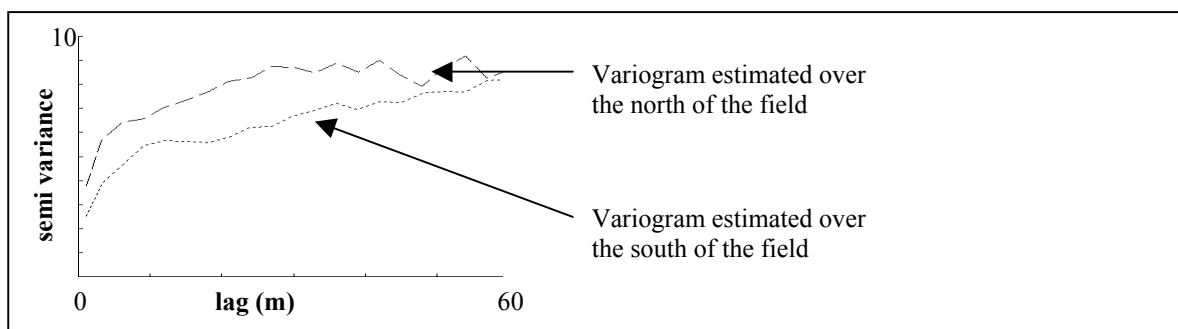 10
semi variance
Variogram estimated over
the north of the field
Variogram estimated over
the south of the field
0
lag (m)
60